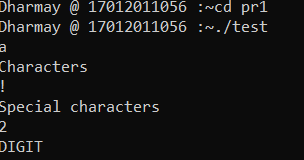 Dharmay @ 17012011056 :~cd pr1
Dharmay @ 17012011056 :~./test
a
Characters
!
Special characters
2
DIGIT